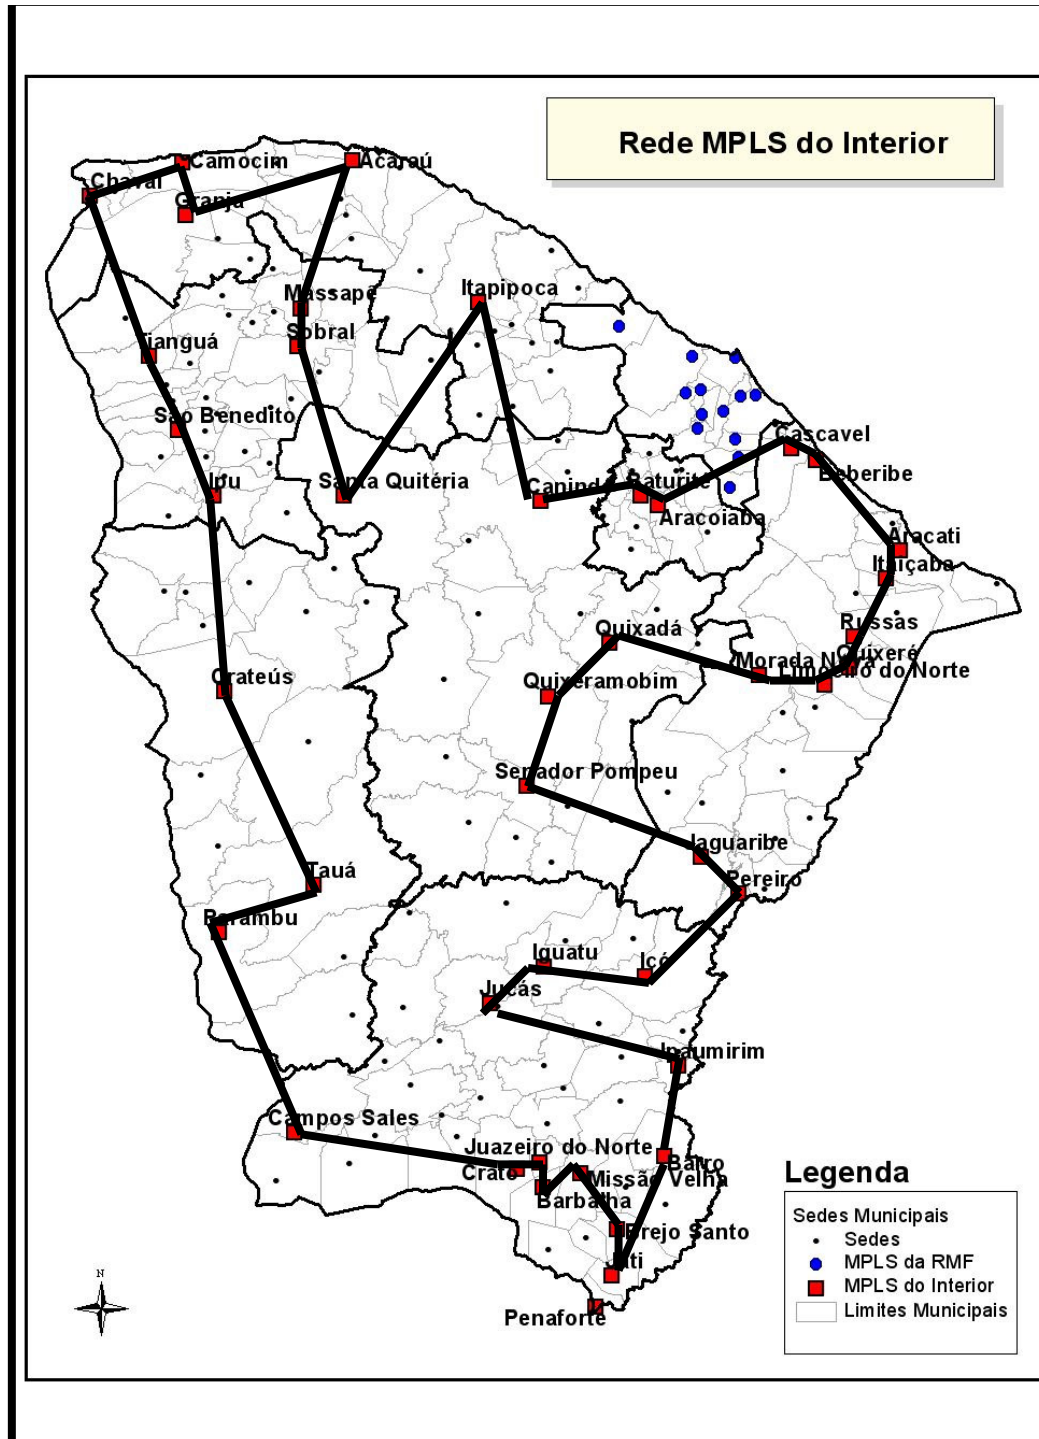 Rede MPLS do Interior
Camocim
Acaraú
Chaval
Granja
Massapê
Itapipoca
Sobral
Tianguá
São Benedito
Cascavel
Beberibe
Ipu
Santa Quitéria
Canindé
Baturité
Aracoiaba
Aracati
Itaiçaba
Russas
Quixadá
Quixeré
Morada Nova
Limoeiro do Norte
Crateús
Quixeramobim
Senador Pompeu
Jaguaribe
Tauá
Pereiro
Parambu
Iguatu
Icó
Jucás
Ipaumirim
Campos Sales
Juazeiro do Norte
Crato
Barro
Missão Velha
Barbalha
Brejo Santo
Jati
Penaforte
N
Legenda
Sedes Municipais
Sedes
MPLS da RMF
MPLS do Interior
Limites Municipais